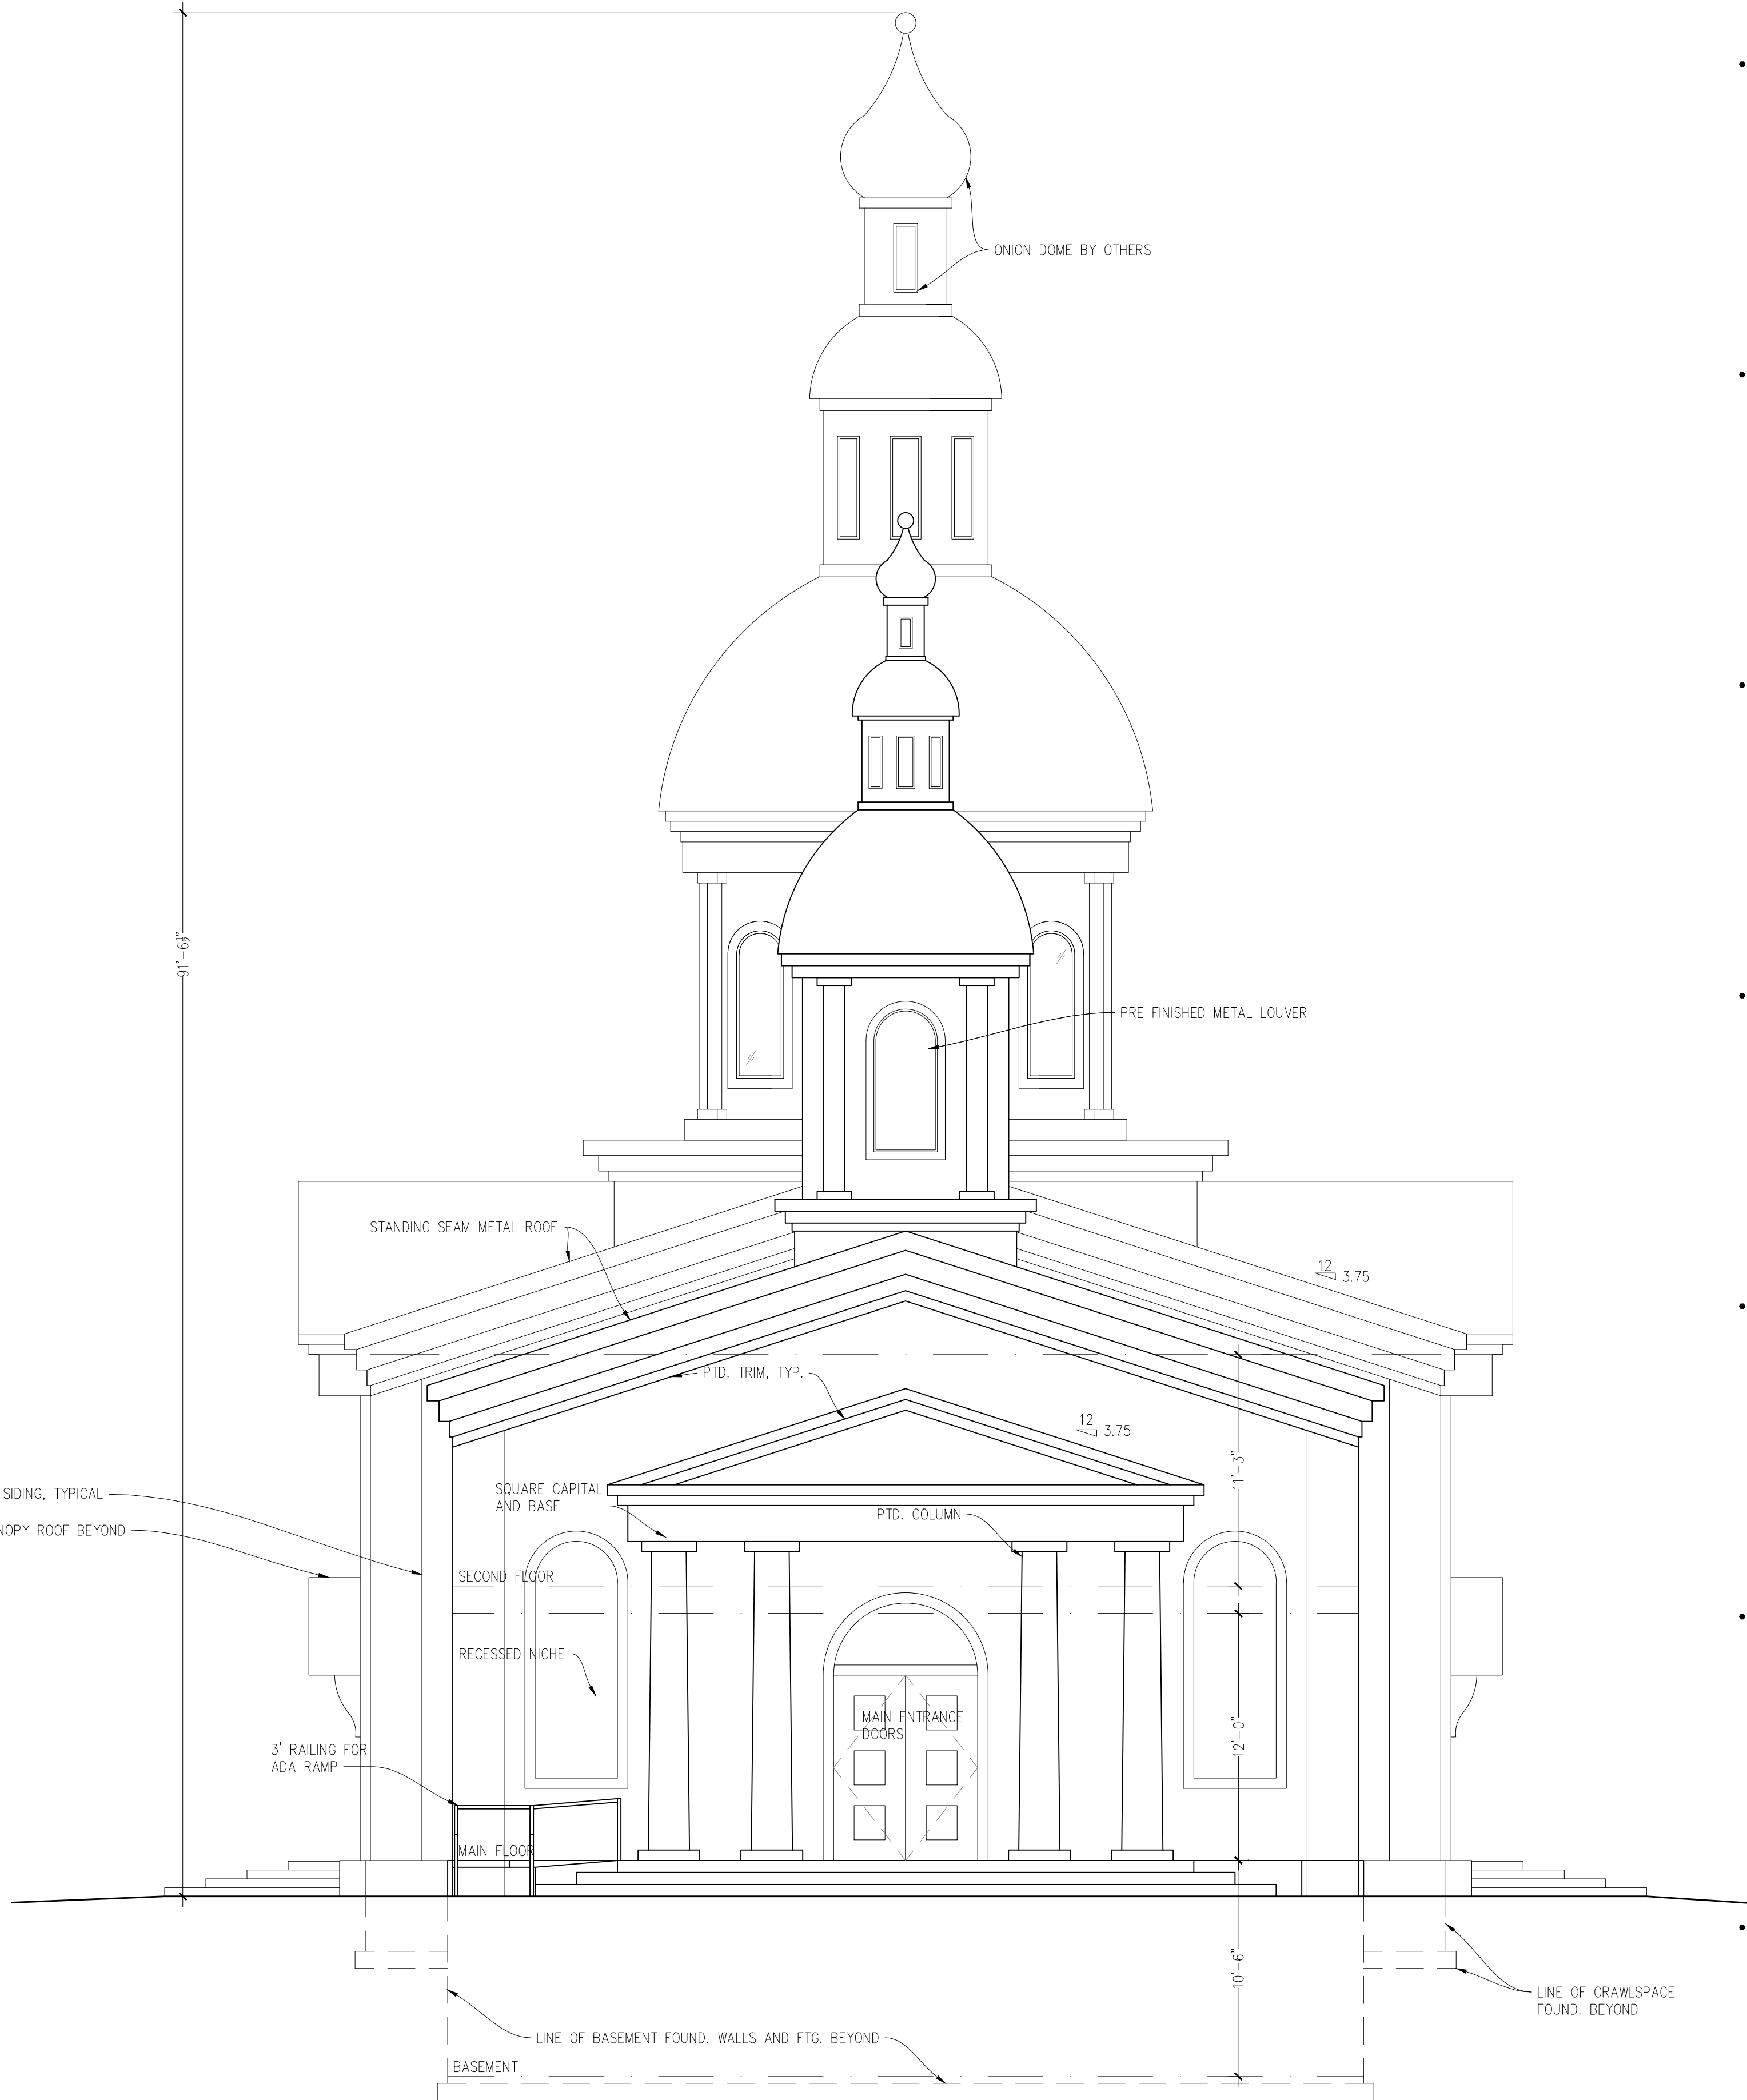 ONION DOME BY OTHERS
91'-6½"
PRE FINISHED METAL LOUVER
STANDING SEAM METAL ROOF
12
3.75
PTD. TRIM, TYP.
12
3.75
11'-3"
SIDING, TYPICAL
SQUARE CAPITAL
AND BASE
PTD. COLUMN
NOPY ROOF BEYOND
SECOND FLOOR
RECESSED NICHE
MAIN ENTRANCE
DOORS
12'-0"
3' RAILING FOR
ADA RAMP
MAIN FLOOR
10'-6"
LINE OF CRAWLSPACE
FOUND. BEYOND
LINE OF BASEMENT FOUND. WALLS AND FTG. BEYOND
BASEMENT